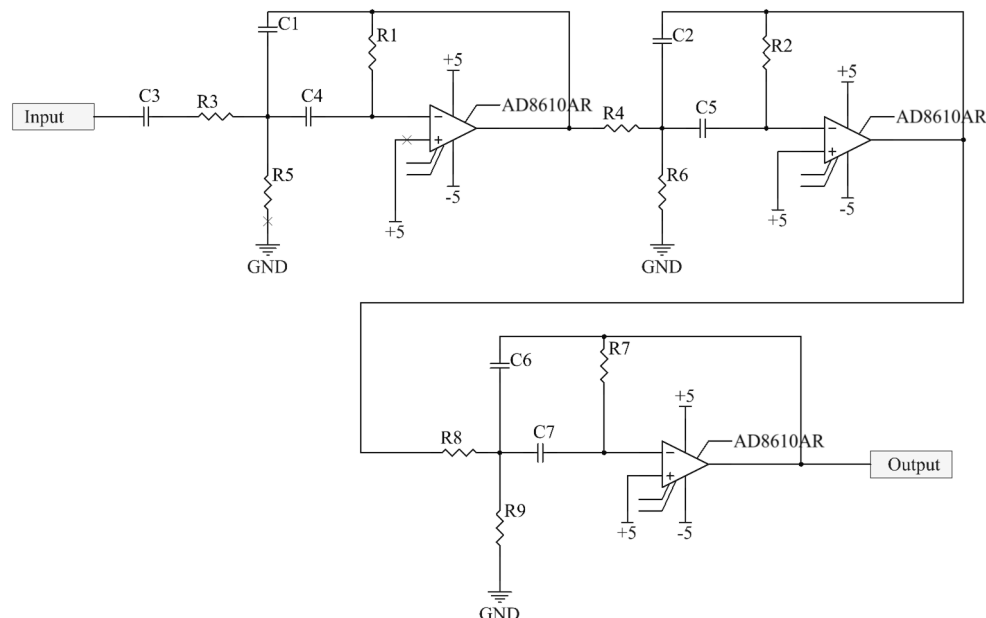 C1
R1
C2
R2
+5
+5
Input
C3
R3
C4
AD8610AR
R4
C5
AD8610AR
−
+
−
+
R5
R6
-5
-5
+5
+5
GND
GND
C6
R7
+5
R8
C7
AD8610AR
−
+
Output
R9
+5
-5
GND